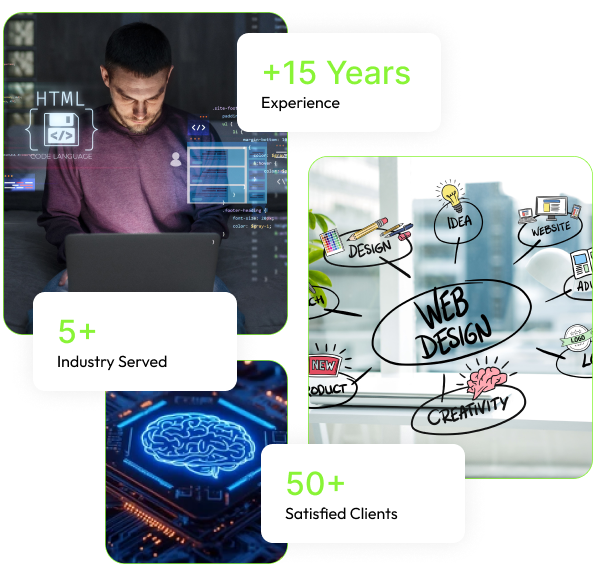 +15 Years
Experience
HTML
</>
CODE LANGUAGE
</>
IDEA
DESIGN
WEBSITE
WEB
DESIGN
NEW
LOGO
CREATIVITY
5+
Industry Served
50+
Satisfied Clients